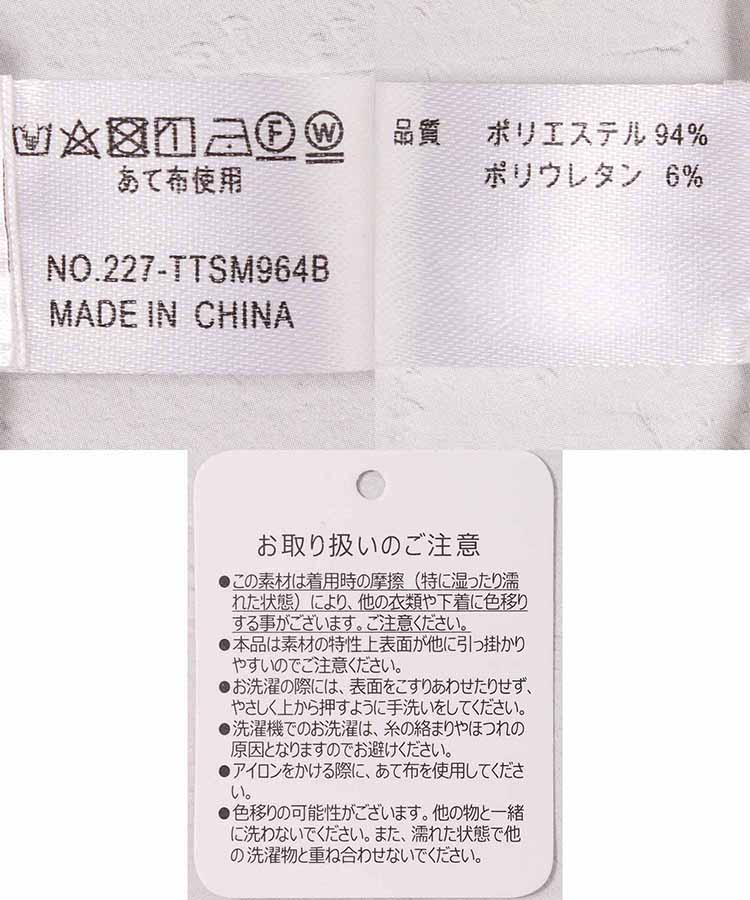 F W
あて布使用
NO.227-TTSM964B
MADE IN CHINA
品質 ポリエステル 94%
ポリウレタン 6%
お取り扱いのご注意
●この素材は着用時の摩擦（特に湿ったり濡
れた状態）により、他の衣類や下着に色移り
する事がございます。ご注意ください。
●本品は素材の特性上表面が他に引っ掛かり
やすいのでご注意ください。
●お洗濯の際には、表面をこすりあわせたりせず、
やさしく上から押すように手洗いをしてください。
●洗濯機でのお洗濯は、糸の絡まりやほつれの
原因となりますのでお避けください。
●アイロンをかける際に、あて布を使用してくださ
い。
●色移りの可能性がございます。他の物と一緒
に洗わないでください。また、濡れた状態で他
の洗濯物と重ね合わせないでください。